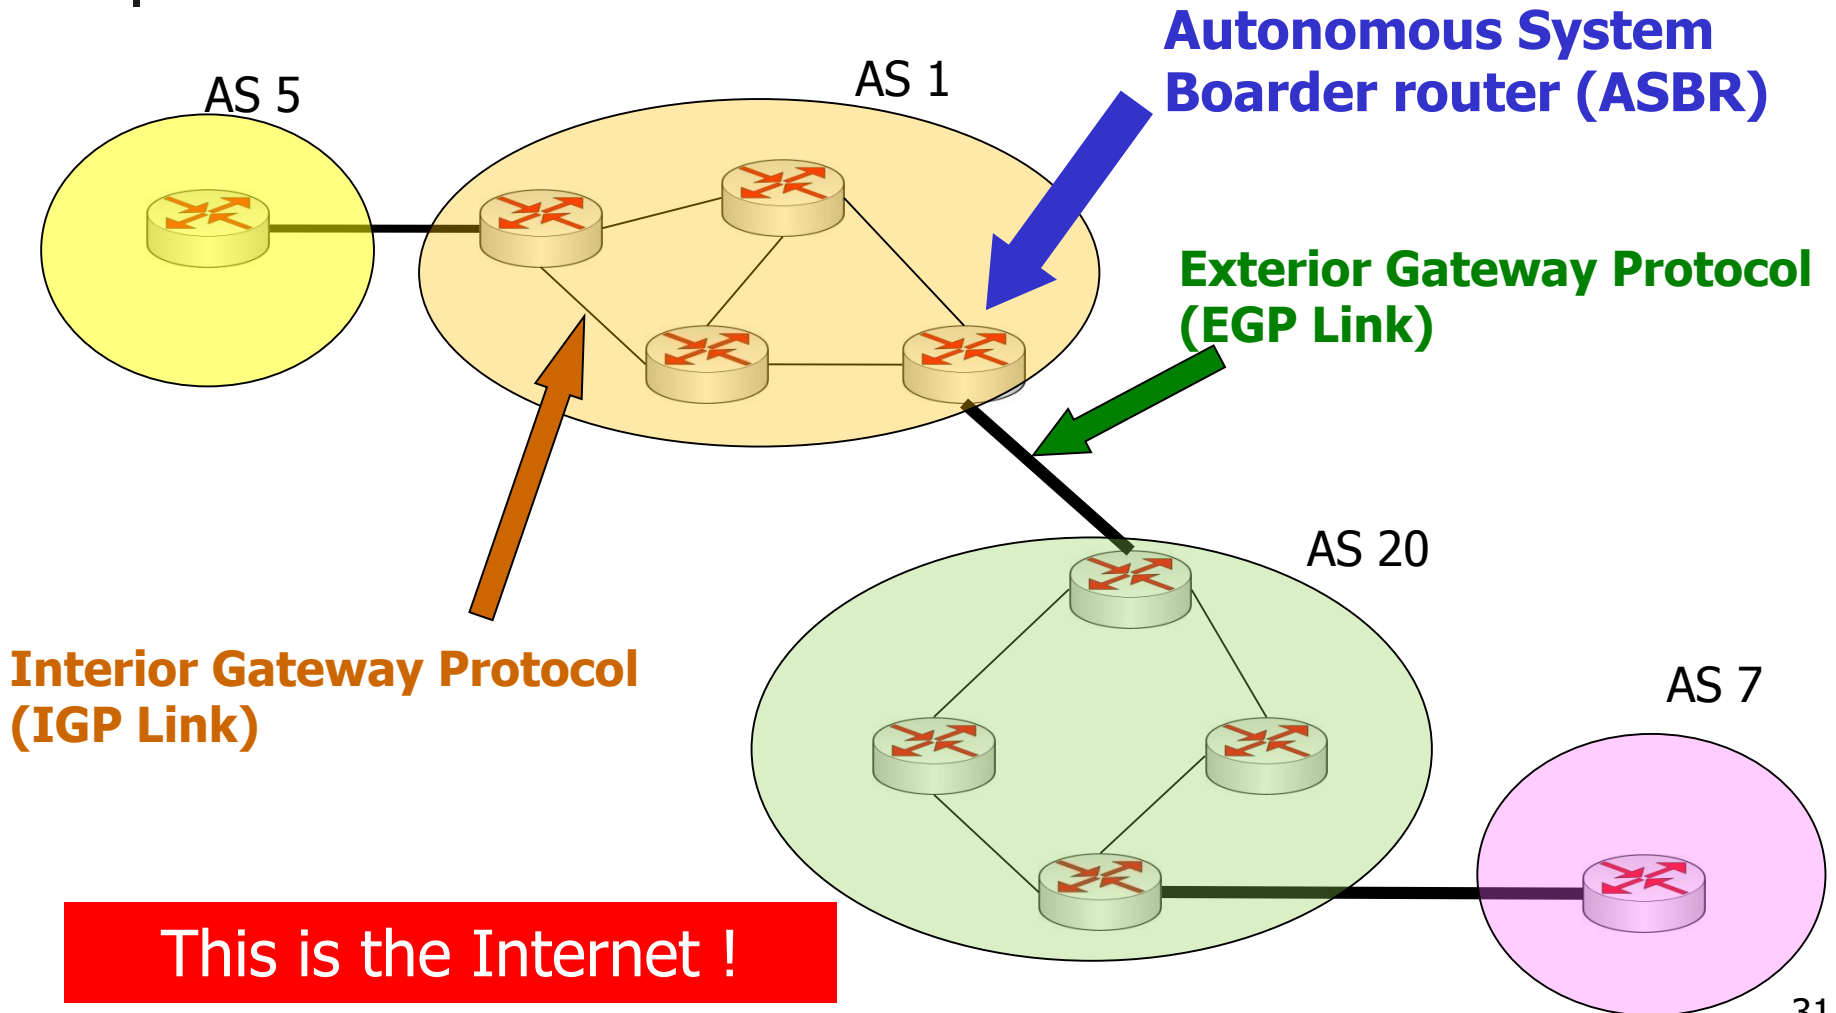 Autonomous System
Boarder router (ASBR)
AS 1
AS 5
Exterior Gateway Protocol
(EGP Link)
AS 20
Interior Gateway Protocol
(IGP Link)
AS 7
This is the Internet !
31